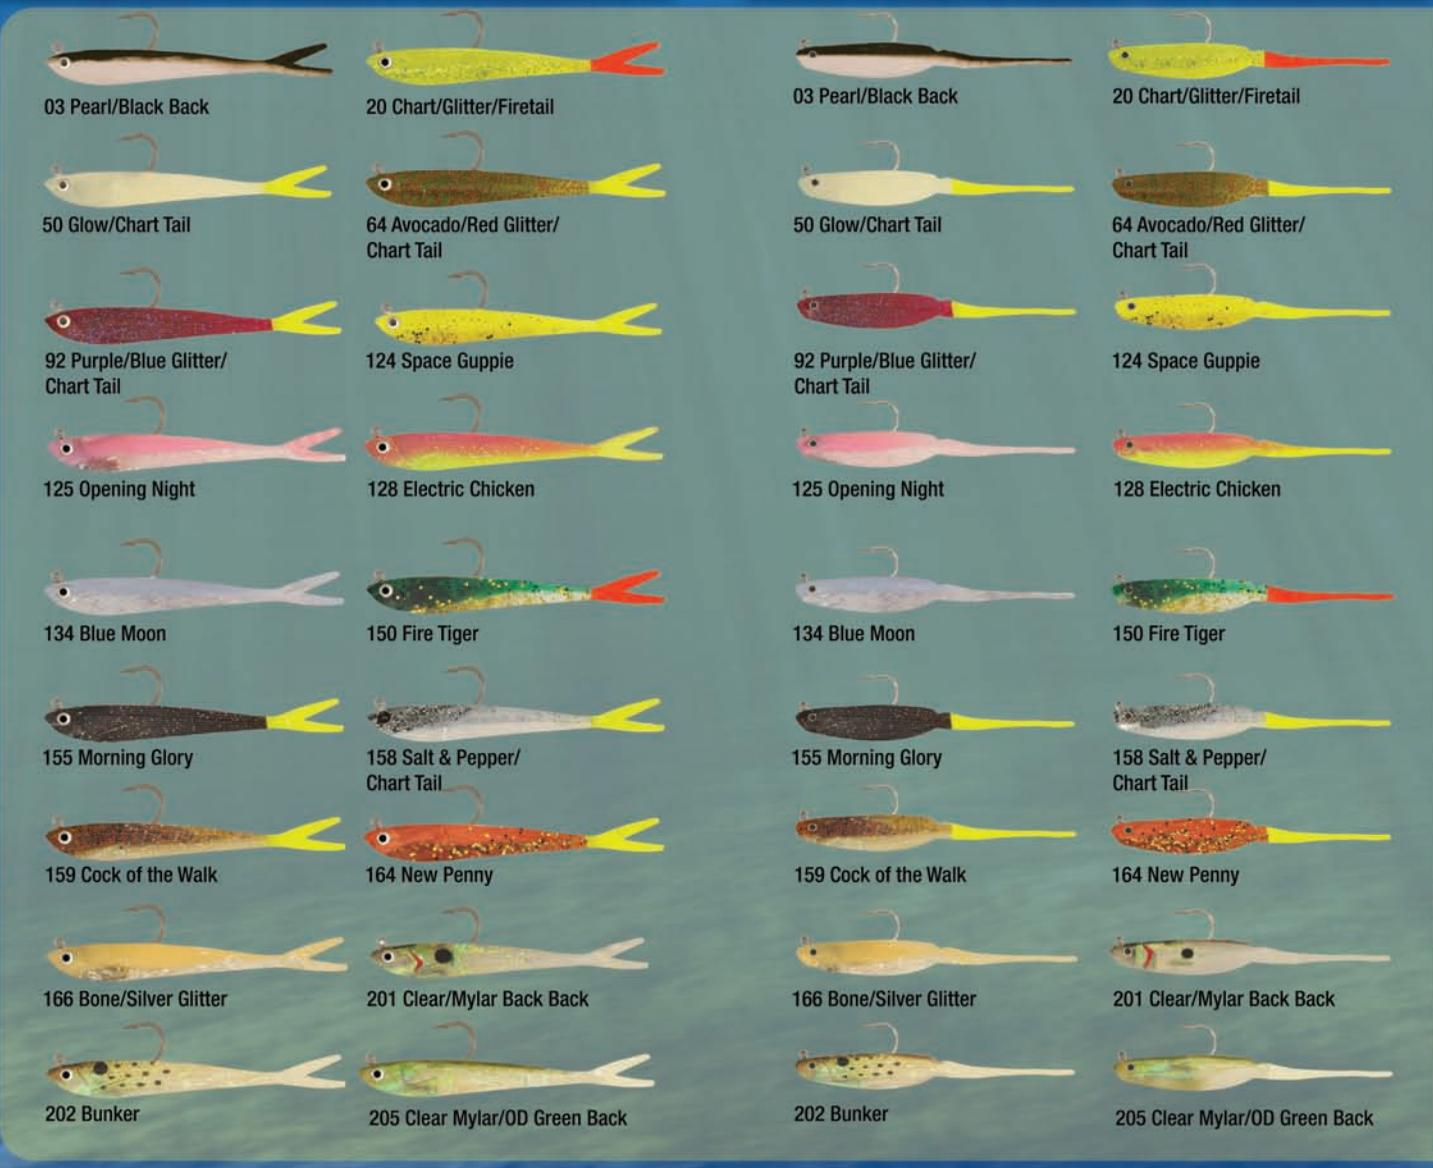 03 Pearl/Black Back
20 Chart/Glitter/Firetail
03 Pearl/Black Back
20 Chart/Glitter/Firetail
50 Glow/Chart Tail
64 Avocado/Red Glitter/
Chart Tail
50 Glow/Chart Tail
64 Avocado/Red Glitter/
Chart Tail
92 Purple/Blue Glitter/
Chart Tail
124 Space Guppie
92 Purple/Blue Glitter/
Chart Tail
124 Space Guppie
125 Opening Night
128 Electric Chicken
125 Opening Night
128 Electric Chicken
134 Blue Moon
150 Fire Tiger
134 Blue Moon
150 Fire Tiger
155 Morning Glory
158 Salt & Pepper/
Chart Tail
155 Morning Glory
158 Salt & Pepper/
Chart Tail
159 Cock of the Walk
164 New Penny
159 Cock of the Walk
164 New Penny
166 Bone/Silver Glitter
201 Clear/Mylar Back Back
166 Bone/Silver Glitter
201 Clear/Mylar Back Back
202 Bunker
205 Clear Mylar/OD Green Back
202 Bunker
205 Clear Mylar/OD Green Back